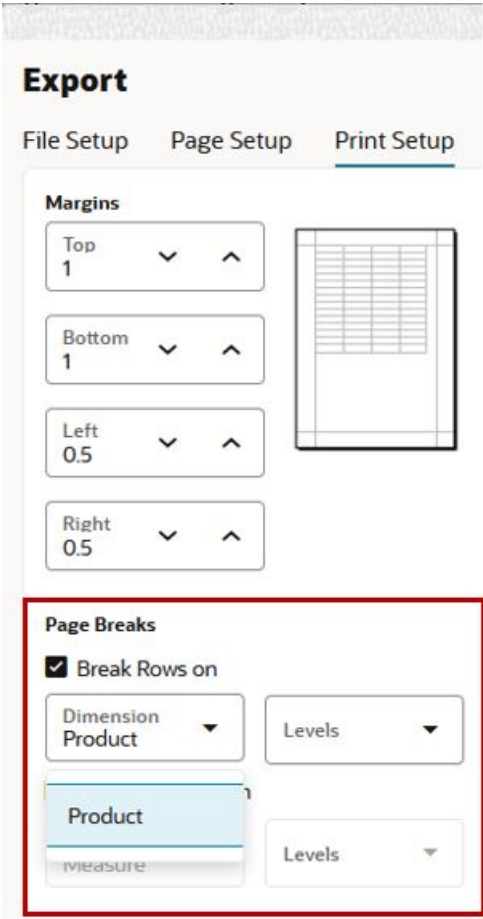 Export
File Setup Page Setup Print Setup
Margins
Top
1
Bottom
1
Left
0.5
Right
0.5
Page Breaks
Break Rows on
Dimension
Product
Levels
Product
Measure
Levels